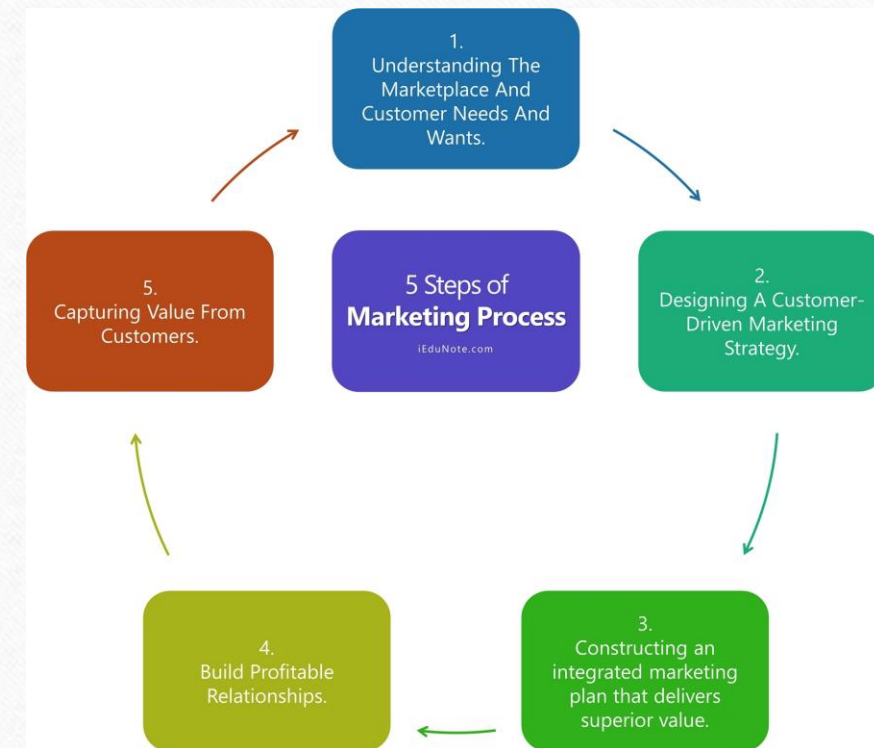 1.
Understanding The
Marketplace And
Customer Needs And
Wants.
5.
Capturing Value From
Customers.
5 Steps of
Marketing Process
iEduNote.com
2.
Designing A Customer-
Driven Marketing
Strategy.
4.
Build Profitable
Relationships.
3.
Constructing an
integrated marketing
plan that delivers
superior value.